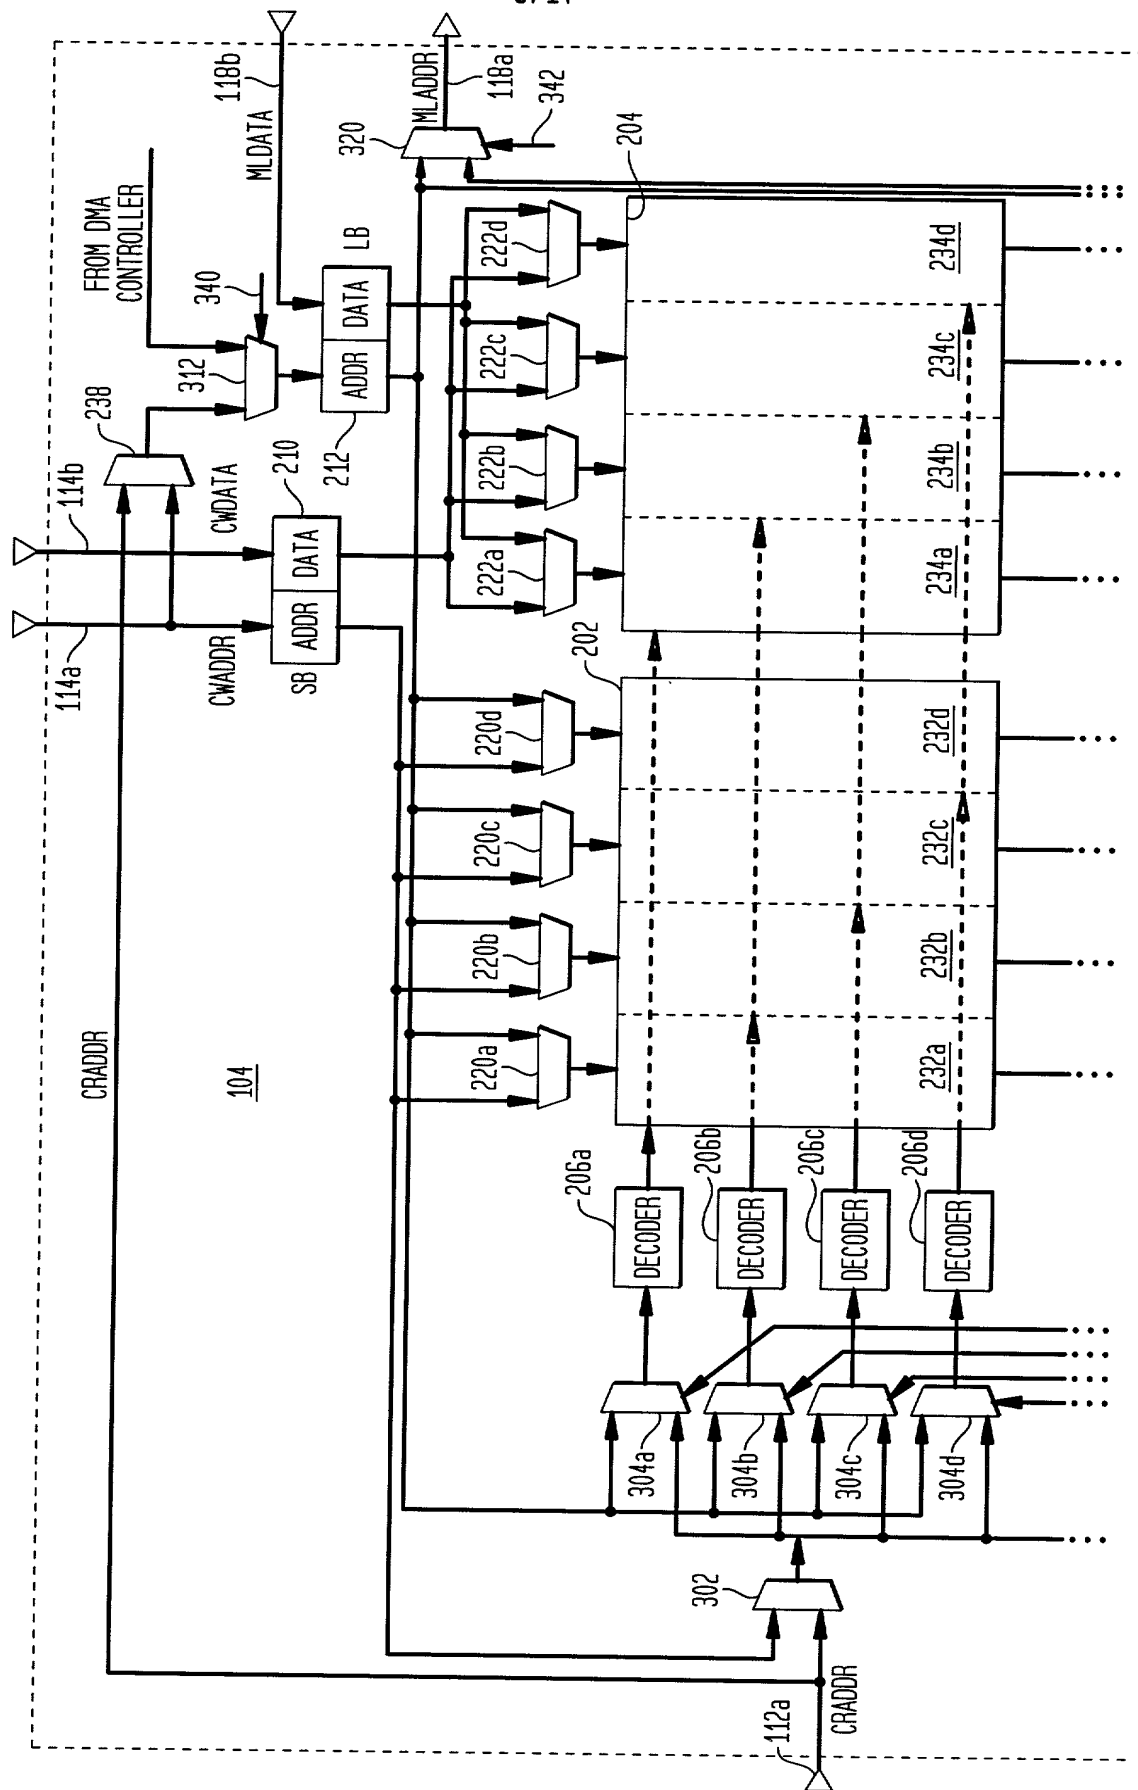 114a
114b
CRADDR
238
FROM DMA
CONTROLLER
CWADDR
CWDATA
312
340
118b
MLDATA
104
210
ADDR DATA
SB
212
ADDR DATA
LB
320
MLADDR
118a
342
220a
220b
220c
220d
222a
222b
222c
222d
202
204
206a
DECODER
304a
206b
DECODER
304b
206c
DECODER
304c
206d
DECODER
304d
302
112a
CRADDR
232a
232b
232c
232d
234a
234b
234c
234d